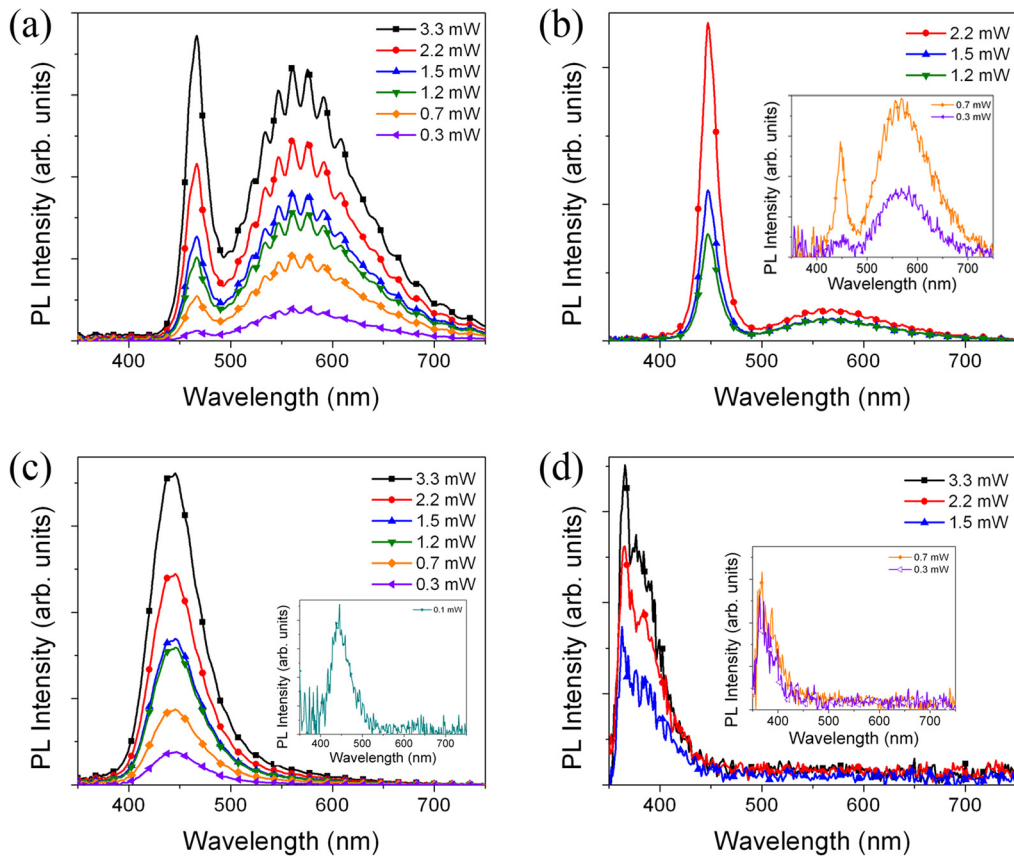 (a)
3.3 mW
2.2 mW
1.5 mW
1.2 mW
0.7 mW
0.3 mW
PL Intensity (arb. units)
400 500 600 700
Wavelength (nm)
(b)
2.2 mW
1.5 mW
1.2 mW
0.7 mW
0.3 mW
PL Intensity (arb. units)
400 500 600 700
Wavelength (nm)
PL Intensity (arb. units)
400 500 600 700
Wavelength (nm)
(c)
3.3 mW
2.2 mW
1.5 mW
1.2 mW
0.7 mW
0.3 mW
0.1 mW
PL Intensity (arb. units)
400 500 600 700
Wavelength (nm)
PL Intensity (arb. units)
400 500 600 700
Wavelength (nm)
(d)
3.3 mW
2.2 mW
1.5 mW
0.7 mW
0.3 mW
PL Intensity (arb. units)
400 500 600 700
Wavelength (nm)
PL Intensity (arb. units)
400 500 600 700
Wavelength (nm)